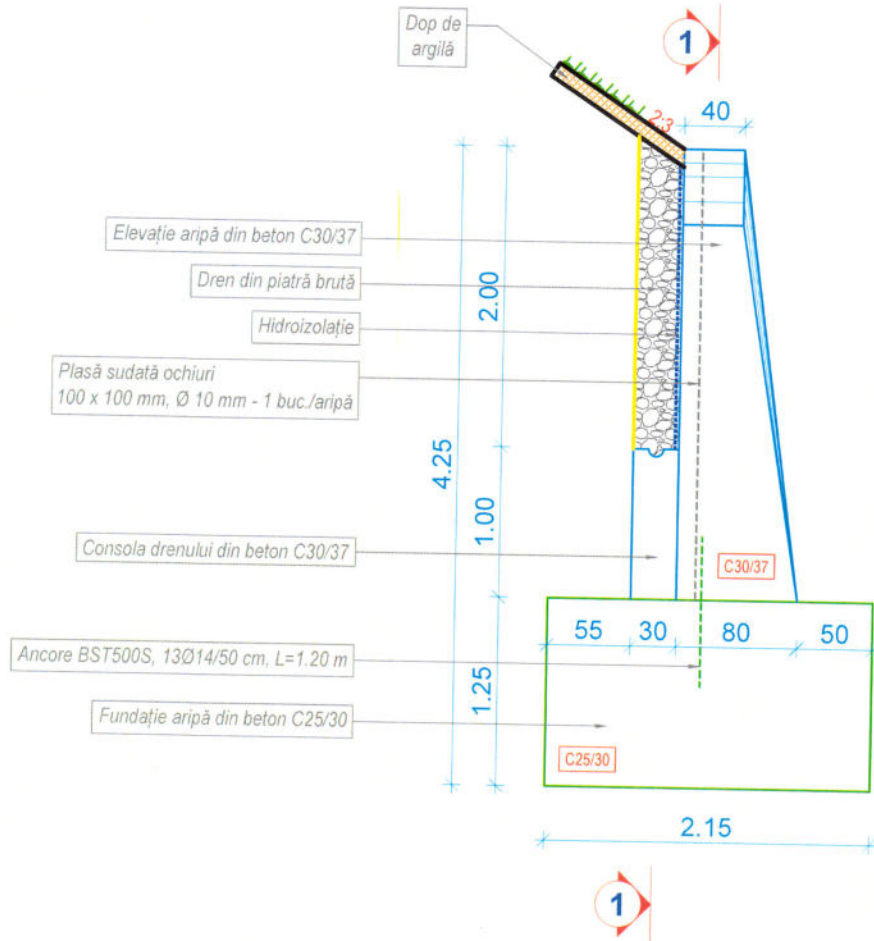 Dop de
argilă
1
40
2:3
Elevație aripă din beton C30/37
Dren din piatră brută
2.00
Hidroizolație
Plasă sudată ochiuri
100 x 100 mm, Ø 10 mm - 1 buc./aripă
4.25
1.00
Consola drenului din beton C30/37
C30/37
55 30 80 50
Ancore BST500S, 13Ø14/50 cm, L=1.20 m
1.25
Fundație aripă din beton C25/30
C25/30
2.15
1